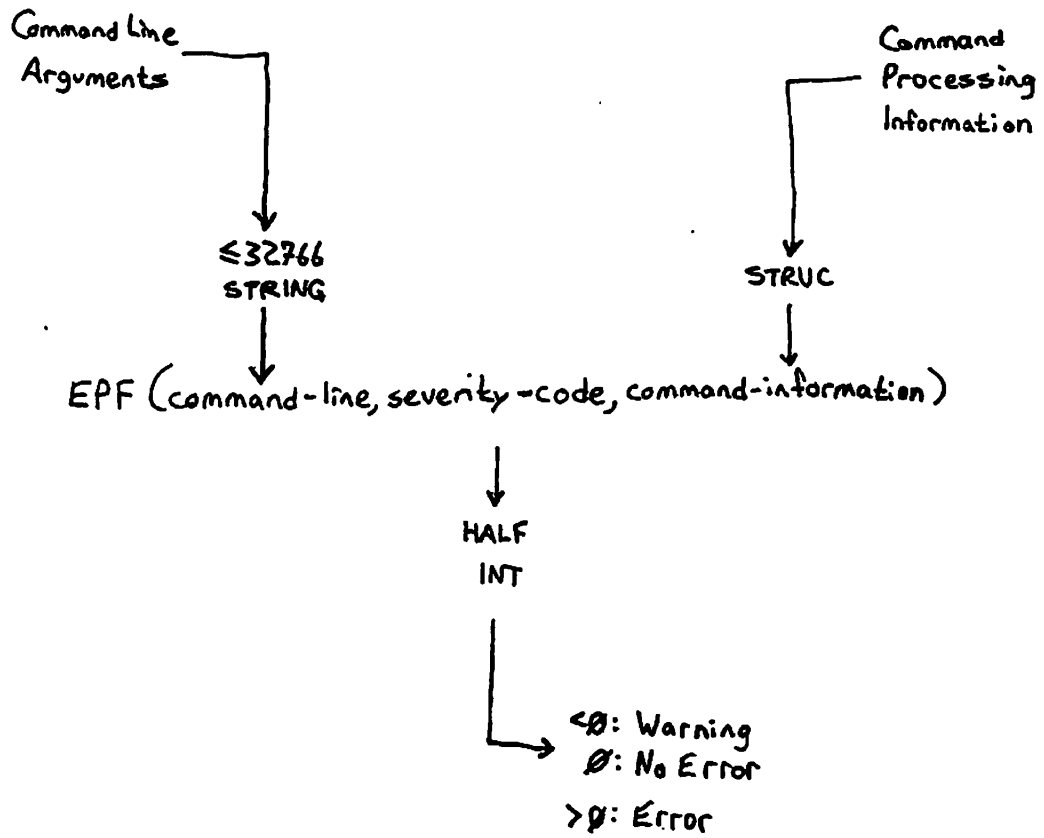 Command Line
Arguments
Command
Processing
Information
≤32766
STRING
STRUC
EPF (command-line, severity-code, command-information)
HALF
INT
<Ø: Warning
Ø: No Error
>Ø: Error